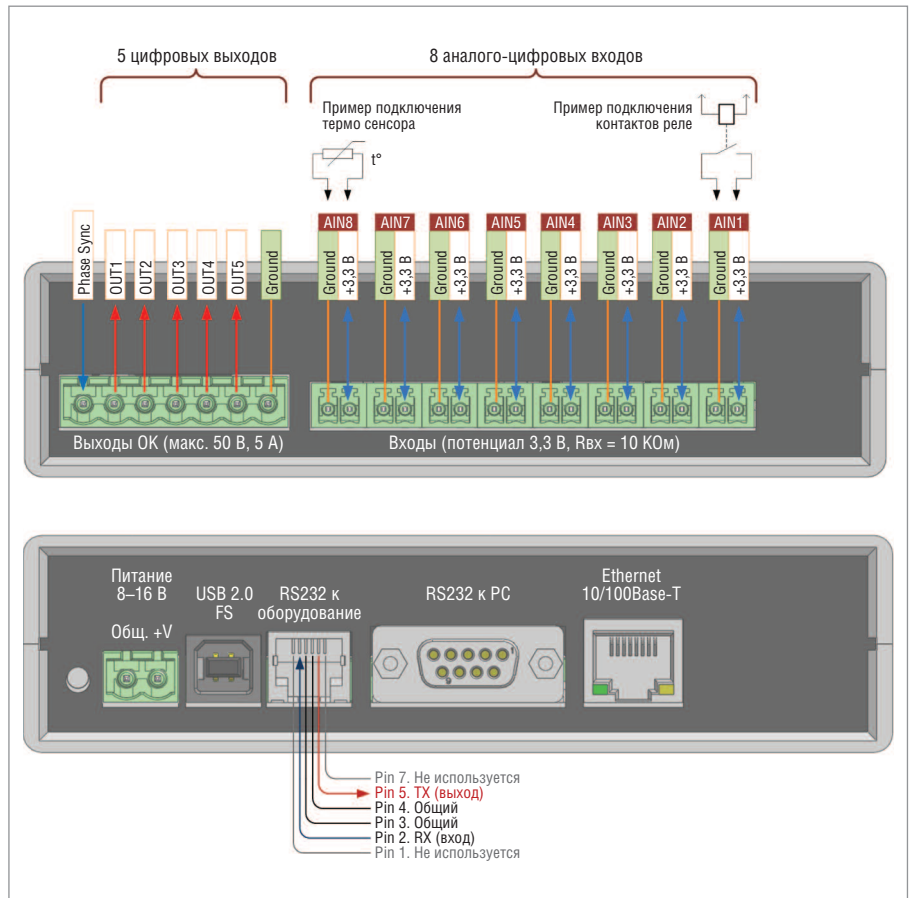 5 цифровых выходов
8 аналого-цифровых входов
Пример подключения
термо сенсора
t°
Пример подключения
контактов реле
AIN8
AIN7
AIN6
AIN5
AIN4
AIN3
AIN2
AIN1
Phase Sync
OUT1
OUT2
OUT3
OUT4
OUT5
Ground
Ground
+3,3 В
Ground
+3,3 В
Ground
+3,3 В
Ground
+3,3 В
Ground
+3,3 В
Ground
+3,3 В
Ground
+3,3 В
Ground
+3,3 В
Выходы ОК (макс. 50 В, 5 А)
Входы (потенциал 3,3 В, Rвх = 10 КОм)
Питание
8–16 В
Общ. +V
USB 2.0
FS
RS232 к
оборудование
RS232 к PC
Ethernet
10/100Base-T
Pin 7. Не используется
Pin 5. TX (выход)
Pin 4. Общий
Pin 3. Общий
Pin 2. RX (вход)
Pin 1. Не используется